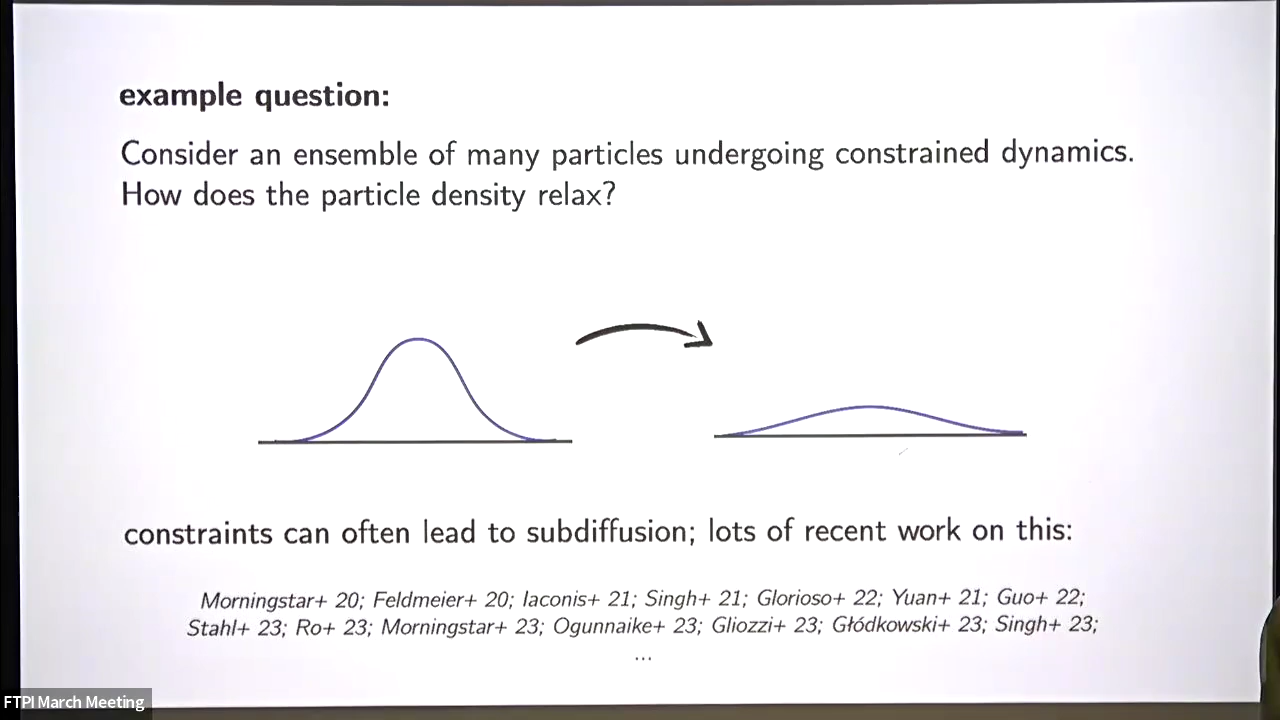 example question:
Consider an ensemble of many particles undergoing constrained dynamics.
How does the particle density relax?
constraints can often lead to subdiffusion; lots of recent work on this:
Morningstar+ 20; Feldmeier+ 20; Iaconis+ 21; Singh+ 21; Glorioso+ 22; Yuan+ 21; Guo+ 22;
Stahl+ 23; Ro+ 23; Morningstar+ 23; Ogunnaike+ 23; Gliozzi+ 23; Głódkowski+ 23; Singh+ 23;
...
FTPI March Meeting